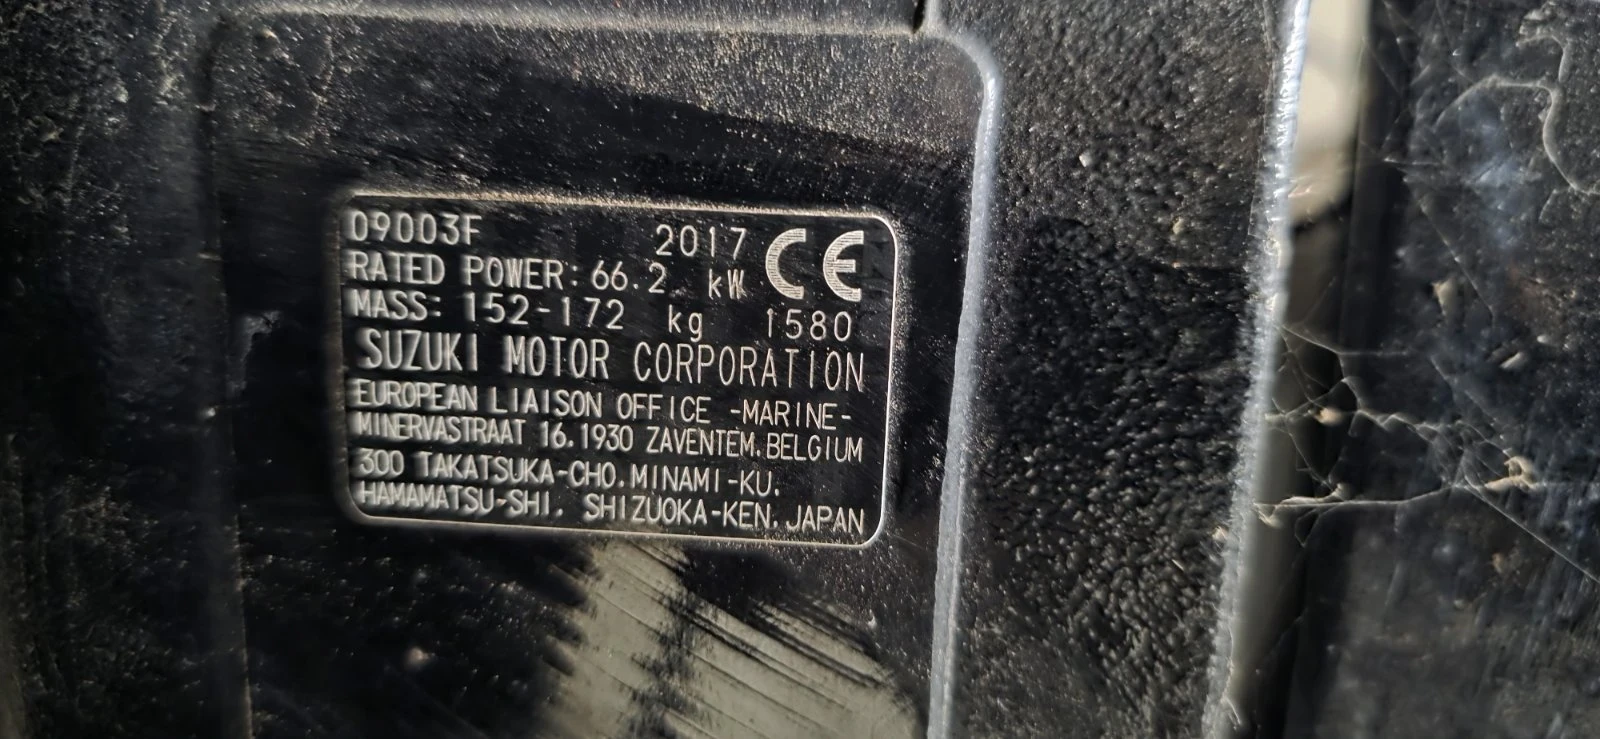 09003F 2017 CE
RATED POWER: 66.2 kW
MASS: 152-172 kg 1580
SUZUKI MOTOR CORPORATION
EUROPEAN LIAISON OFFICE -MARINE-
MINERVASTRAAT 16.1930 ZAVENTEM.BELGIUM
300 TAKATSUKA-CHO.MINAMI-KU.
HAMAMATSU-SHI. SHIZUOKA-KEN.JAPAN